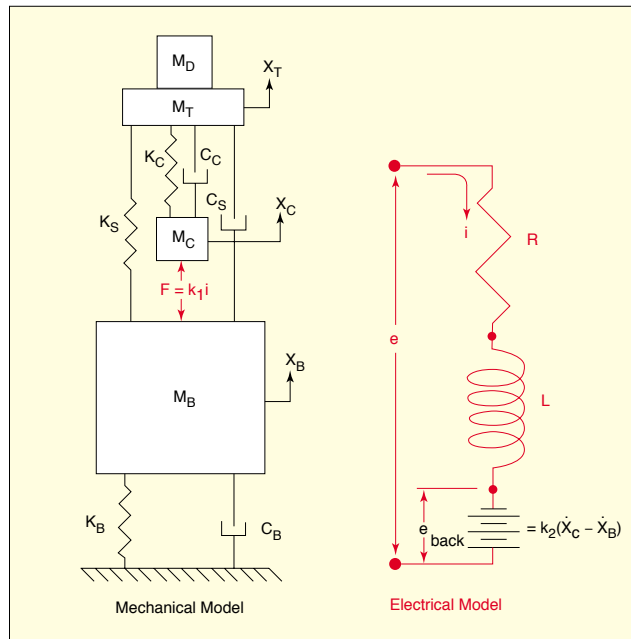 M_D
X_T
M_T
K_C
C_C
C_S
X_C
K_S
M_C
F = k_1i
X_B
M_B
K_B
C_B
Mechanical Model
i
R
e
L
e_back
= k_2(Ẋ_C – Ẋ_B)
Electrical Model